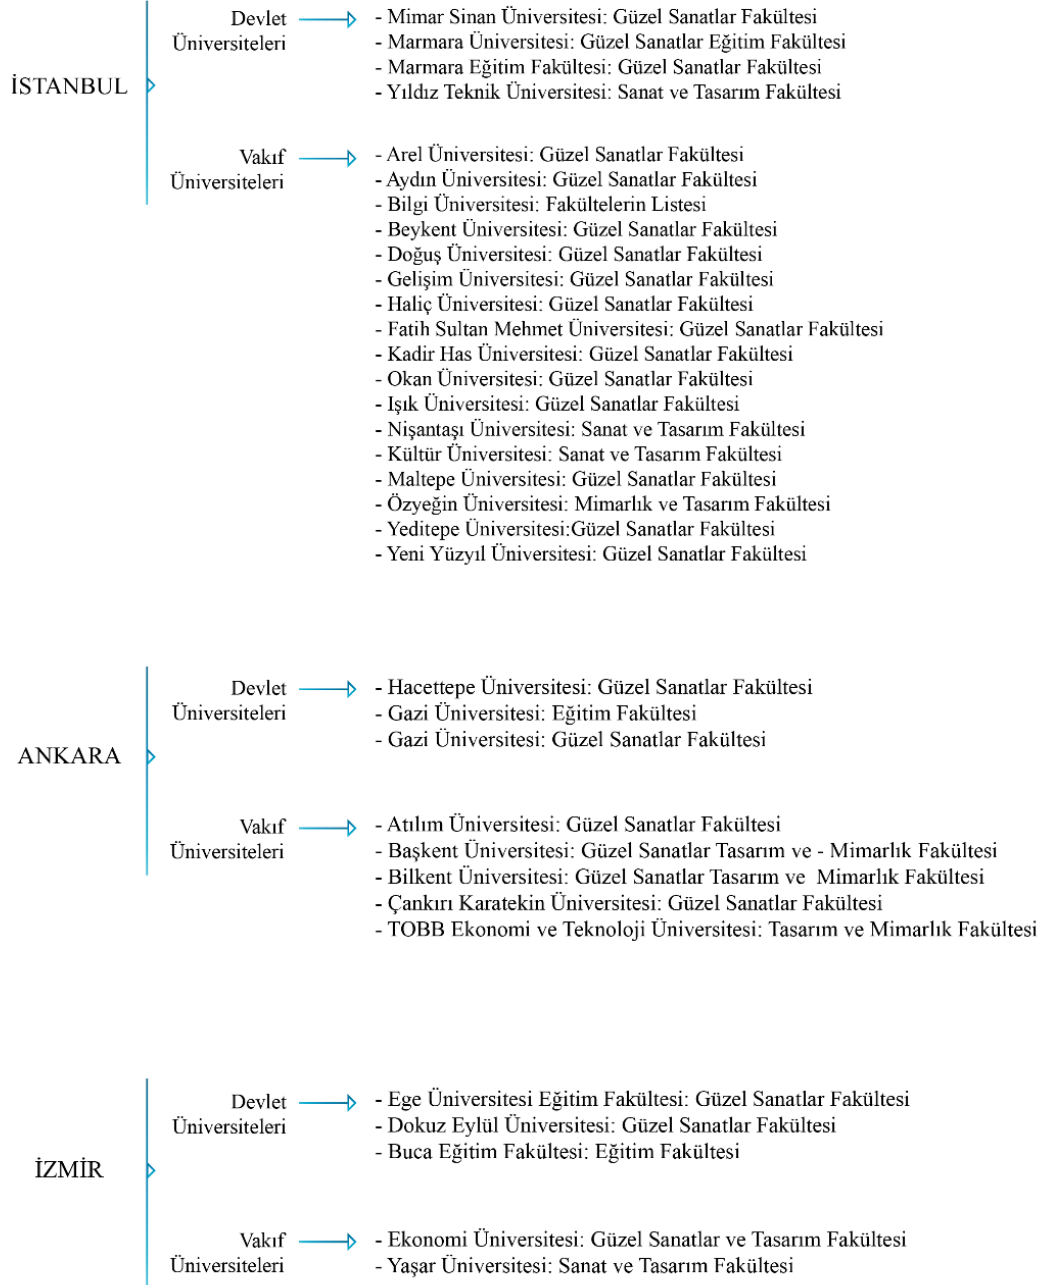 İSTANBUL
Devlet
Üniversiteleri
- Mimar Sinan Üniversitesi: Güzel Sanatlar Fakültesi
- Marmara Üniversitesi: Güzel Sanatlar Eğitim Fakültesi
- Marmara Eğitim Fakültesi: Güzel Sanatlar Fakültesi
- Yıldız Teknik Üniversitesi: Sanat ve Tasarım Fakültesi
Vakıf
Üniversiteleri
- Arel Üniversitesi: Güzel Sanatlar Fakültesi
- Aydın Üniversitesi: Güzel Sanatlar Fakültesi
- Bilgi Üniversitesi: Fakültelerin Listesi
- Beykent Üniversitesi: Güzel Sanatlar Fakültesi
- Doğuş Üniversitesi: Güzel Sanatlar Fakültesi
- Gelişim Üniversitesi: Güzel Sanatlar Fakültesi
- Haliç Üniversitesi: Güzel Sanatlar Fakültesi
- Fatih Sultan Mehmet Üniversitesi: Güzel Sanatlar Fakültesi
- Kadir Has Üniversitesi: Güzel Sanatlar Fakültesi
- Okan Üniversitesi: Güzel Sanatlar Fakültesi
- Işık Üniversitesi: Güzel Sanatlar Fakültesi
- Nişantaşı Üniversitesi: Sanat ve Tasarım Fakültesi
- Kültür Üniversitesi: Sanat ve Tasarım Fakültesi
- Maltepe Üniversitesi: Güzel Sanatlar Fakültesi
- Özyeğin Üniversitesi: Mimarlık ve Tasarım Fakültesi
- Yeditepe Üniversitesi:Güzel Sanatlar Fakültesi
- Yeni Yüzyıl Üniversitesi: Güzel Sanatlar Fakültesi
ANKARA
Devlet
Üniversiteleri
- Hacettepe Üniversitesi: Güzel Sanatlar Fakültesi
- Gazi Üniversitesi: Eğitim Fakültesi
- Gazi Üniversitesi: Güzel Sanatlar Fakültesi
Vakıf
Üniversiteleri
- Atılım Üniversitesi: Güzel Sanatlar Fakültesi
- Başkent Üniversitesi: Güzel Sanatlar Tasarım ve - Mimarlık Fakültesi
- Bilkent Üniversitesi: Güzel Sanatlar Tasarım ve  Mimarlık Fakültesi
- Çankırı Karatekin Üniversitesi: Güzel Sanatlar Fakültesi
- TOBB Ekonomi ve Teknoloji Üniversitesi: Tasarım ve Mimarlık Fakültesi
İZMİR
Devlet
Üniversiteleri
- Ege Üniversitesi Eğitim Fakültesi: Güzel Sanatlar Fakültesi
- Dokuz Eylül Üniversitesi: Güzel Sanatlar Fakültesi
- Buca Eğitim Fakültesi: Eğitim Fakültesi
Vakıf
Üniversiteleri
- Ekonomi Üniversitesi: Güzel Sanatlar ve Tasarım Fakültesi
- Yaşar Üniversitesi: Sanat ve Tasarım Fakültesi